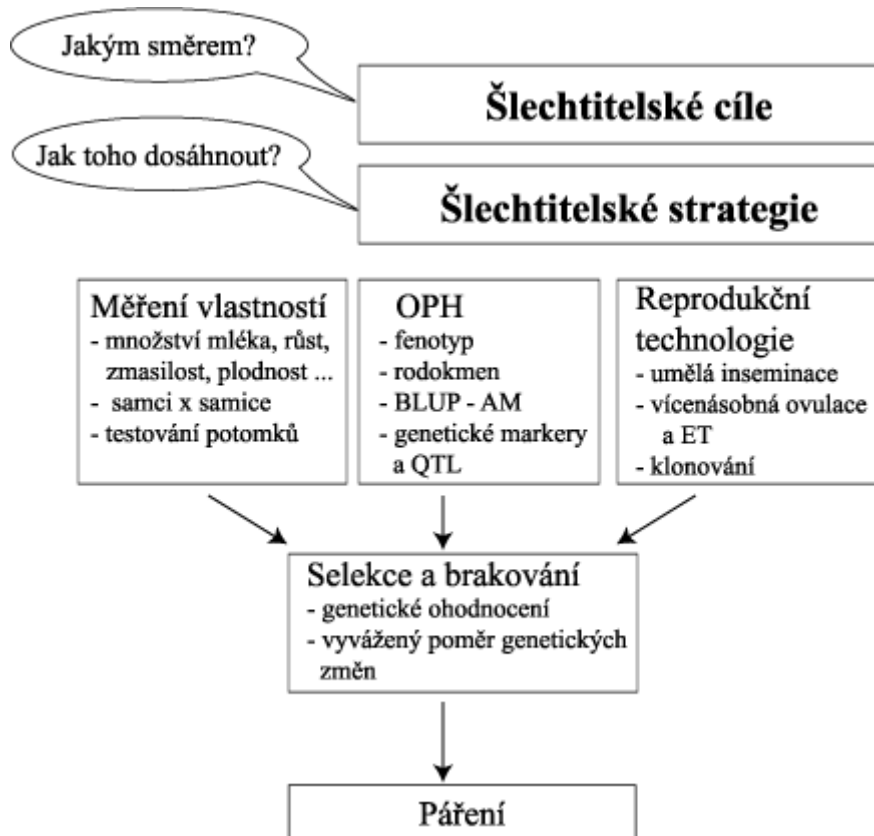 Jakým směrem?
Šlechtitelské cíle
Jak toho dosáhnout?
Šlechtitelské strategie
Měření vlastností
- množství mléka, růst,
zmasilost, plodnost ...
- samci x samice
- testování potomků
OPH
- fenotyp
- rodokmen
- BLUP - AM
- genetické markery
a QTL
Reprodukční
technologie
- umělá inseminace
- vícenásobná ovulace
a ET
- klonování
Selekce a brakování
- genetické ohodnocení
- vyvážený poměr genetických
změn
Páření